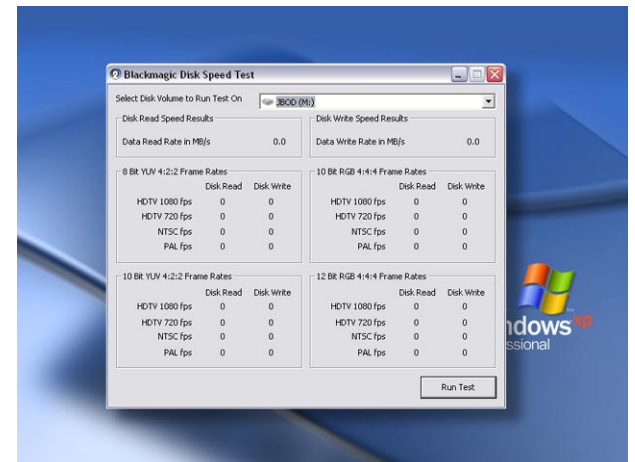 Blackmagic Disk Speed Test
Select Disk Volume to Run Test On JBOD (M:)
Disk Read Speed Results
Data Read Rate in MB/s 0.0
Disk Write Speed Results
Data Write Rate in MB/s 0.0
8 Bit YUV 4:2:2 Frame Rates
Disk Read Disk Write
HDTV 1080 fps 0 0
HDTV 720 fps 0 0
NTSC fps 0 0
PAL fps 0 0
10 Bit RGB 4:4:4 Frame Rates
Disk Read Disk Write
HDTV 1080 fps 0 0
HDTV 720 fps 0 0
NTSC fps 0 0
PAL fps 0 0
10 Bit YUV 4:2:2 Frame Rates
Disk Read Disk Write
HDTV 1080 fps 0 0
HDTV 720 fps 0 0
NTSC fps 0 0
PAL fps 0 0
12 Bit RGB 4:4:4 Frame Rates
Disk Read Disk Write
HDTV 1080 fps 0 0
HDTV 720 fps 0 0
NTSC fps 0 0
PAL fps 0 0
Run Test
ndows xp
ssional